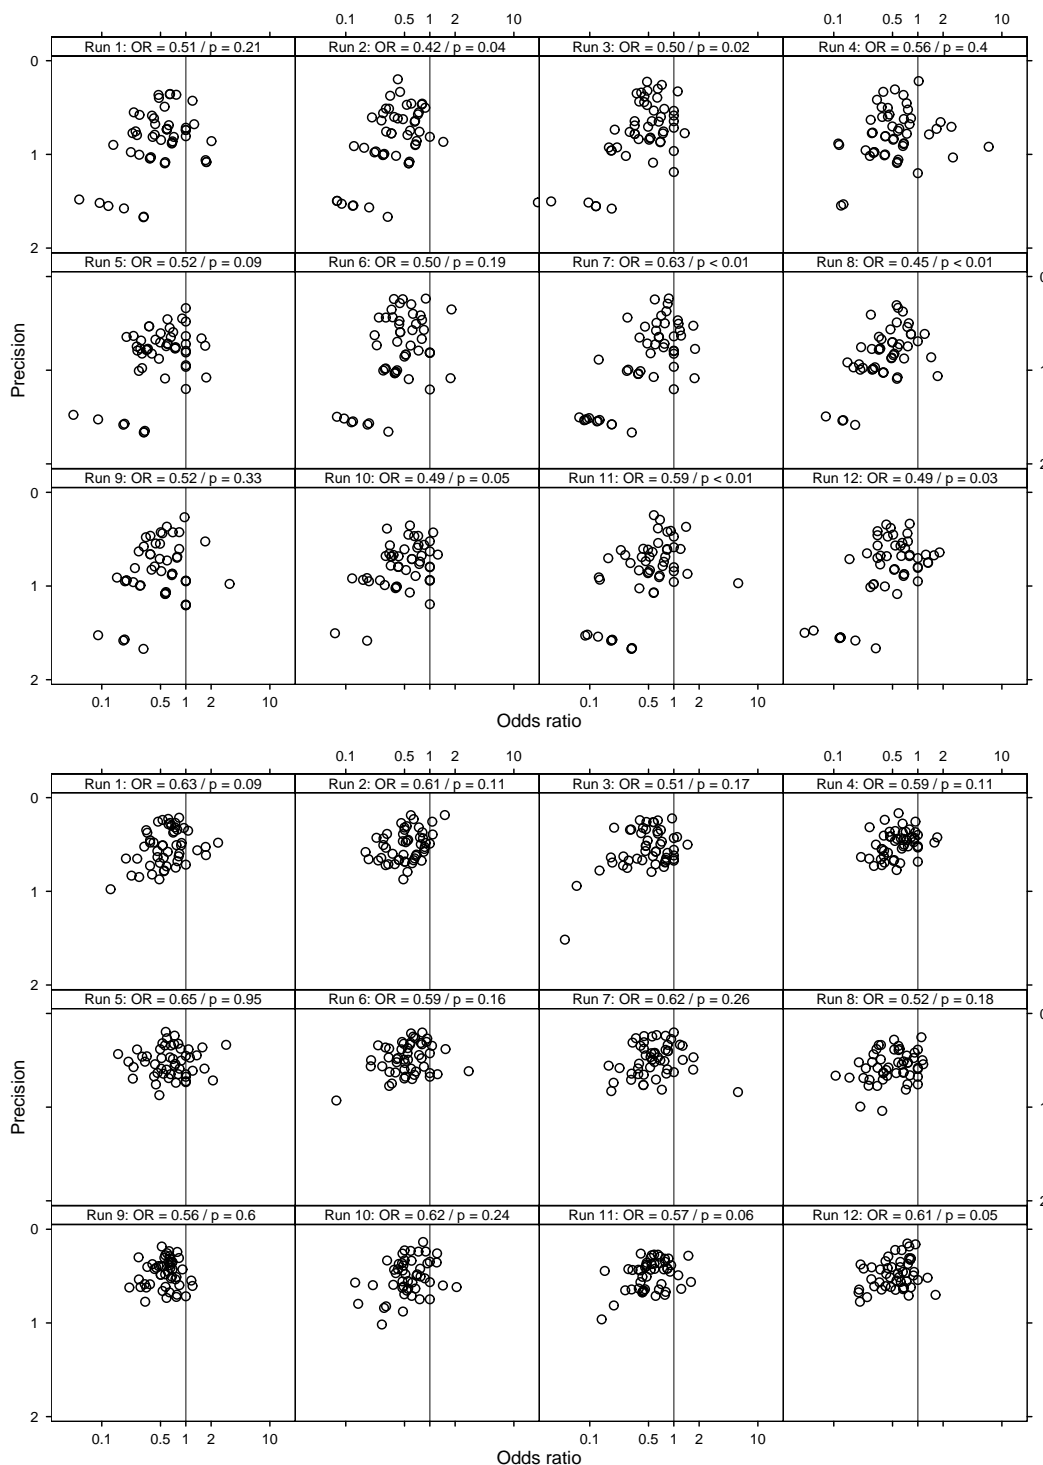 0.1 0.5 1 2 10 0.1 0.5 1 2 10
Run 1: OR = 0.51 / p = 0.21 Run 2: OR = 0.42 / p = 0.04 Run 3: OR = 0.50 / p = 0.02 Run 4: OR = 0.56 / p = 0.4
0
1
2
Run 5: OR = 0.52 / p = 0.09 Run 6: OR = 0.50 / p = 0.19 Run 7: OR = 0.63 / p < 0.01 Run 8: OR = 0.45 / p < 0.01
0
Precision
1
2
Run 9: OR = 0.52 / p = 0.33 Run 10: OR = 0.49 / p = 0.05 Run 11: OR = 0.59 / p < 0.01 Run 12: OR = 0.49 / p = 0.03
0
1
2
0.1 0.5 1 2 10 0.1 0.5 1 2 10
Odds ratio
0.1 0.5 1 2 10 0.1 0.5 1 2 10
Run 1: OR = 0.63 / p = 0.09 Run 2: OR = 0.61 / p = 0.11 Run 3: OR = 0.51 / p = 0.17 Run 4: OR = 0.59 / p = 0.11
0
1
2
Run 5: OR = 0.65 / p = 0.95 Run 6: OR = 0.59 / p = 0.16 Run 7: OR = 0.62 / p = 0.26 Run 8: OR = 0.52 / p = 0.18
0
Precision
1
2
Run 9: OR = 0.56 / p = 0.6 Run 10: OR = 0.62 / p = 0.24 Run 11: OR = 0.57 / p = 0.06 Run 12: OR = 0.61 / p = 0.05
0
1
2
0.1 0.5 1 2 10 0.1 0.5 1 2 10
Odds ratio